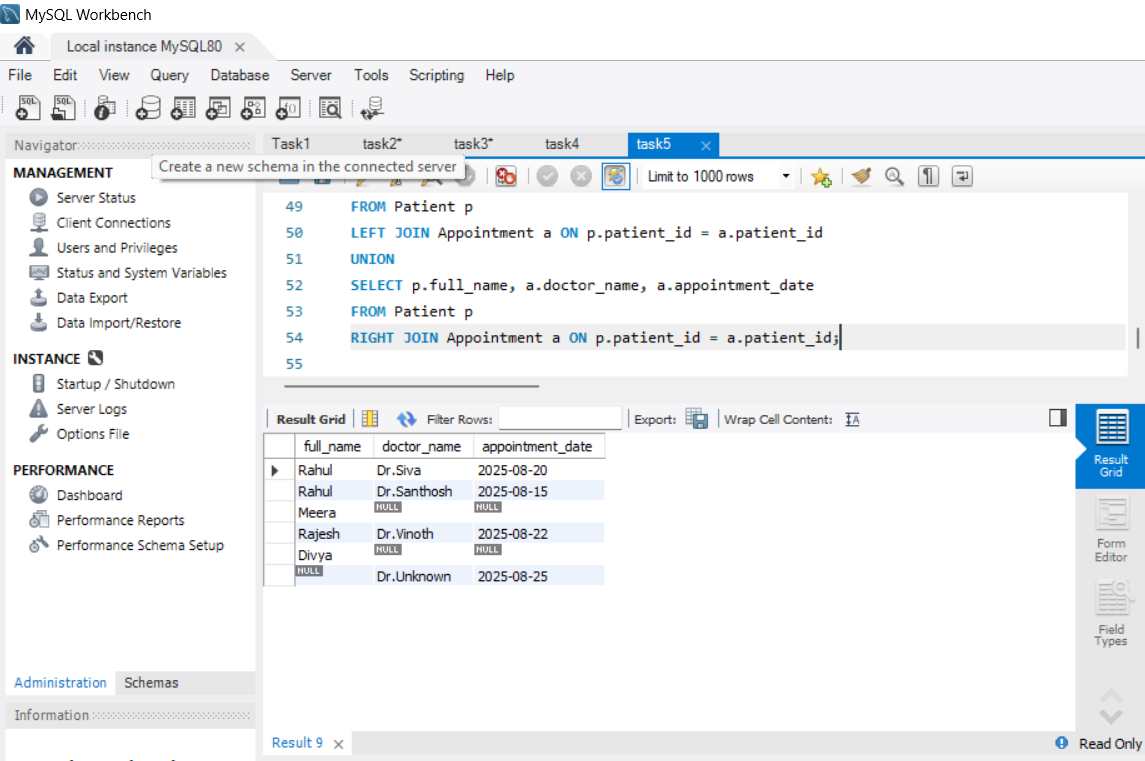 MySQL Workbench
Local instance MySQL80
File Edit View Query Database Server Tools Scripting Help
Navigator
Task1 task2* task3* task4 task5
Create a new schema in the connected server
Limit to 1000 rows
MANAGEMENT
Server Status
Client Connections
Users and Privileges
Status and System Variables
Data Export
Data Import/Restore
INSTANCE
Startup / Shutdown
Server Logs
Options File
PERFORMANCE
Dashboard
Performance Reports
Performance Schema Setup
Administration Schemas
Information
49 FROM Patient p
50 LEFT JOIN Appointment a ON p.patient_id = a.patient_id
51 UNION
52 SELECT p.full_name, a.doctor_name, a.appointment_date
53 FROM Patient p
54 RIGHT JOIN Appointment a ON p.patient_id = a.patient_id;
55
Result Grid Filter Rows: Export: Wrap Cell Content:
full_name doctor_name appointment_date
Rahul Dr.Siva 2025-08-20
Rahul Dr.Santhosh 2025-08-15
Meera NULL NULL
Rajesh Dr.Vinoth 2025-08-22
Divya NULL NULL
NULL Dr.Unknown 2025-08-25
Result Grid
Form Editor
Field Types
Result 9
Read Only